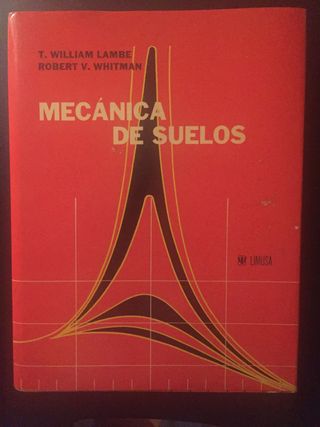 T. WILLIAM LAMBE
ROBERT V. WHITMAN
MECÁNICA
DE SUELOS
LIMUSA